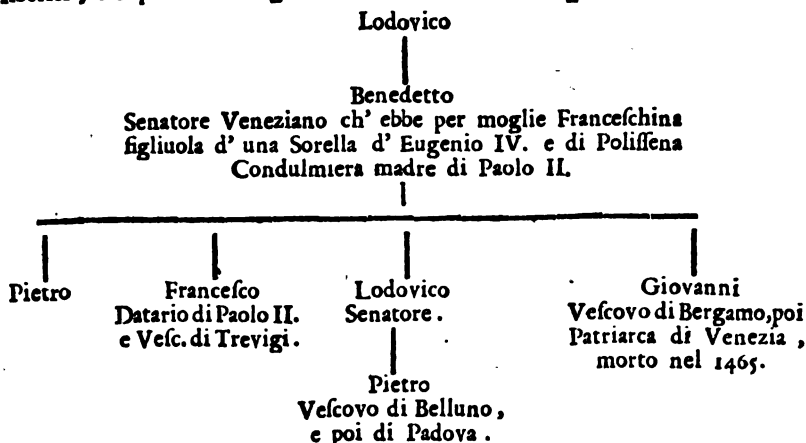 Lodovico
Benedetto
Senatore Veneziano ch' ebbe per moglie Franceſchina
figliuola d' una Sorella d' Eugenio IV. e di Poliſſena
Condulmiera madre di Paolo II.
Pietro
Franceſco
Datario di Paolo II.
e Veſc. di Trevigi.
Lodovico
Senatore.
Giovanni
Veſcovo di Bergamo, poi
Patriarca di Venezia,
morto nel 1465.
Pietro
Veſcovo di Belluno,
e poi di Padova.